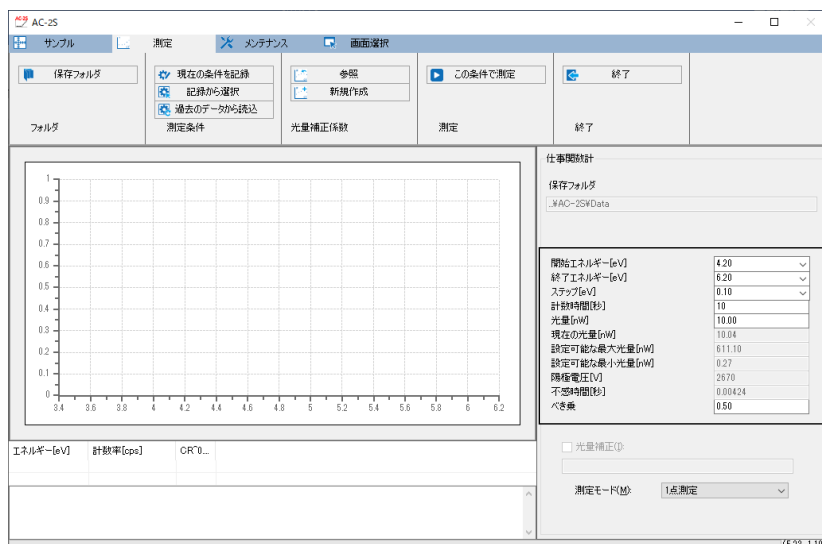 AC-2S
サンプル 測定 メンテナンス 画面選択
保存フォルダ 現在の条件を記録 参照 この条件で測定 終了
記録から選択 新規作成
過去のデータから読込
フォルダ 測定条件 光量補正係数 測定 終了
仕事関数計
保存フォルダ
..¥AC-2S¥Data
1
0.9
0.8
0.7
0.6
0.5
0.4
0.3
0.2
0.1
0
3.4 3.6 3.8 4 4.2 4.4 4.6 4.8 5 5.2 5.4 5.6 5.8 6 6.2
開始エネルギー[eV] 4.20
終了エネルギー[eV] 6.20
ステップ[eV] 0.10
計数時間[秒] 10
光量[nW] 10.00
現在の光量[nW] 10.04
設定可能な最大光量[nW] 611.10
設定可能な最小光量[nW] 0.27
陽極電圧[V] 2670
不感時間[秒] 0.00424
べき乗 0.50
エネルギー[eV] 計数率[cps] CR^0...
光量補正(I):
測定モード(M): 1点測定